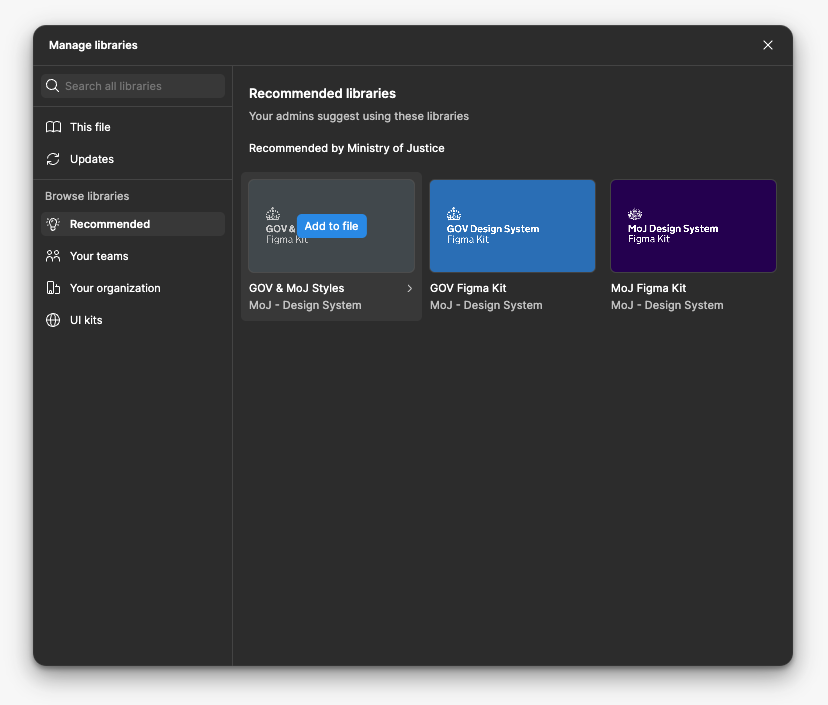 Manage libraries
Search all libraries
This file
Updates
Browse libraries
Recommended
Your teams
Your organization
UI kits
Recommended libraries
Your admins suggest using these libraries
Recommended by Ministry of Justice
GOV &
Figma Kit
Add to file
GOV & MoJ Styles
MoJ - Design System
GOV Design System
Figma Kit
GOV Figma Kit
MoJ - Design System
MoJ Design System
Figma Kit
MoJ Figma Kit
MoJ - Design System